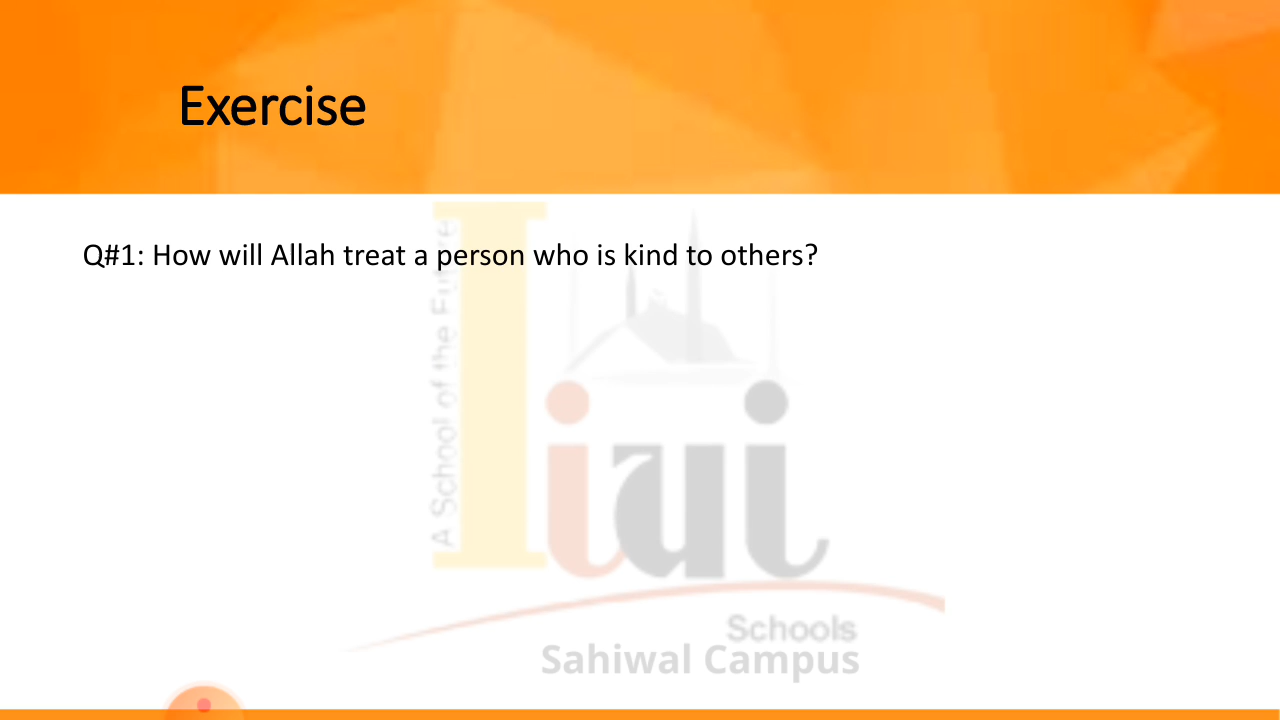 Exercise
Q#1: How will Allah treat a person who is kind to others?
A School of the Future
Iiui
Schools
Sahiwal Campus